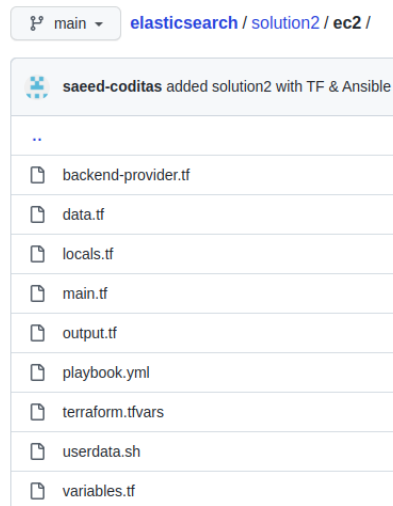 main elasticsearch / solution2 / ec2 /
saeed-coditas added solution2 with TF & Ansible
..
backend-provider.tf
data.tf
locals.tf
main.tf
output.tf
playbook.yml
terraform.tfvars
userdata.sh
variables.tf